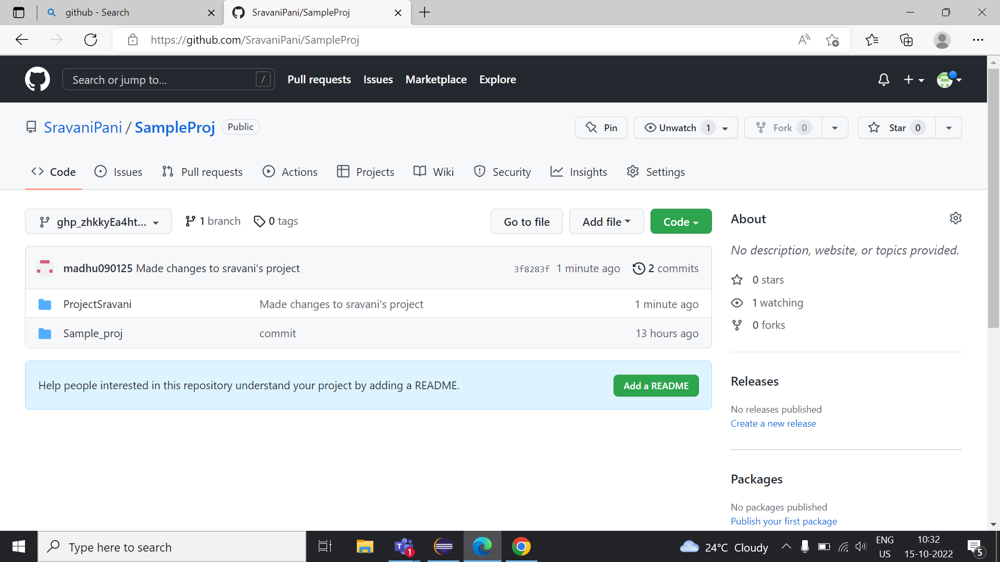 github - Search
SravaniPani/SampleProj
https://github.com/SravaniPani/SampleProj
Search or jump to... /
Pull requests Issues Marketplace Explore
SravaniPani / SampleProj Public
Pin Unwatch 1 Fork 0 Star 0
Code Issues Pull requests Actions Projects Wiki Security Insights Settings
ghp_zhkkyEa4ht... 1 branch 0 tags Go to file Add file Code
About
No description, website, or topics provided.
madhu090125 Made changes to sravani's project 3f8283f 1 minute ago 2 commits
ProjectSravani Made changes to sravani's project 1 minute ago
Sample_proj commit 13 hours ago
0 stars
1 watching
0 forks
Help people interested in this repository understand your project by adding a README. Add a README
Releases
No releases published
Create a new release
Packages
No packages published
Publish your first package
Type here to search
1
24°C Cloudy
ENG
US
10:32
15-10-2022
5